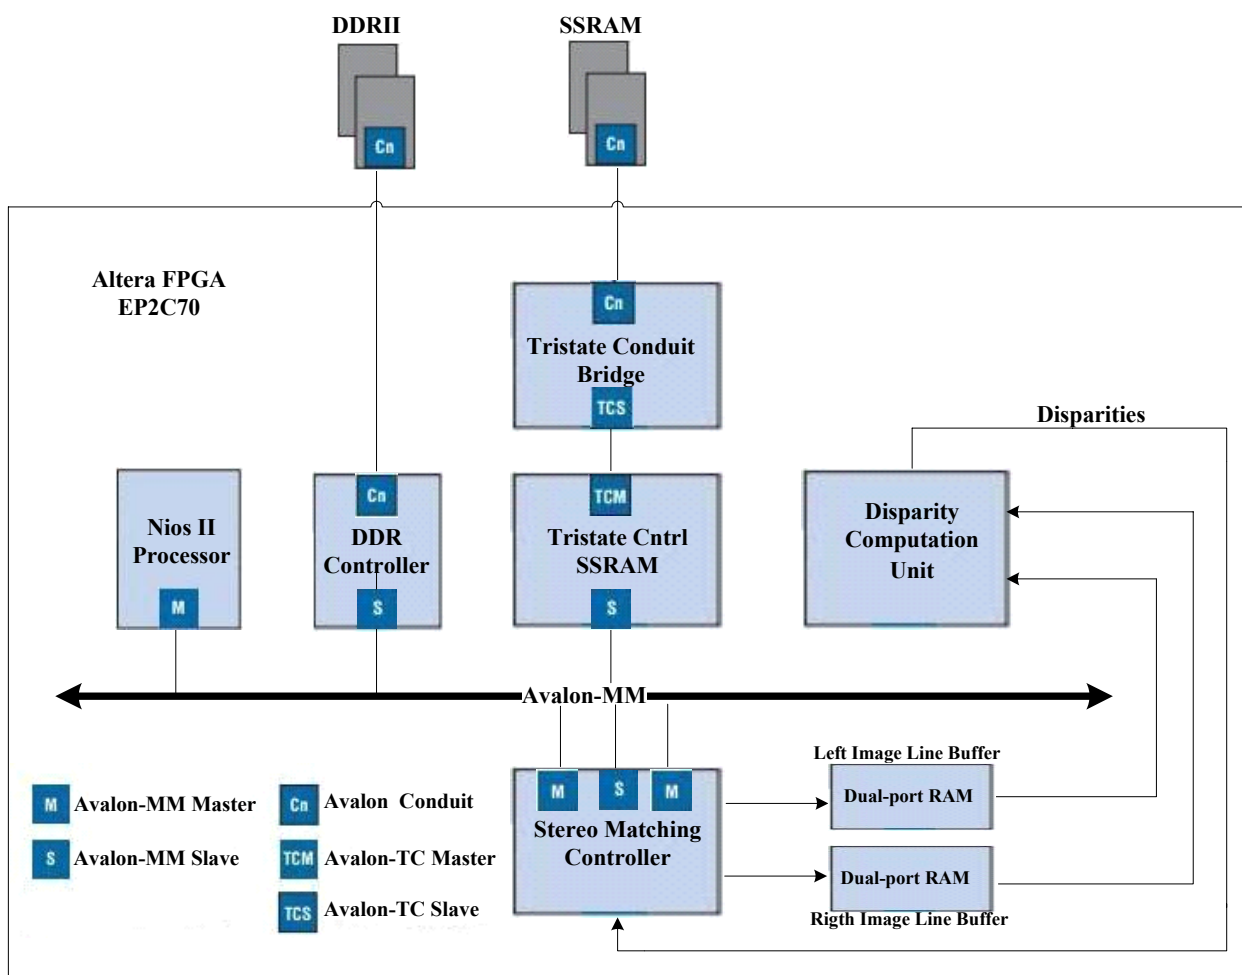 DDRII
SSRAM
Cn
Cn
Altera FPGA
EP2C70
Cn
Tristate Conduit
Bridge
TCS
Disparities
Nios II
Processor
M
Cn
DDR
Controller
S
TCM
Tristate Cntrl
SSRAM
S
Disparity
Computation
Unit
Avalon-MM
M
S
M
Stereo Matching
Controller
Left Image Line Buffer
Dual-port RAM
Dual-port RAM
Rigth Image Line Buffer
M
Avalon-MM Master
S
Avalon-MM Slave
Cn
Avalon Conduit
TCM
Avalon-TC Master
TCS
Avalon-TC Slave